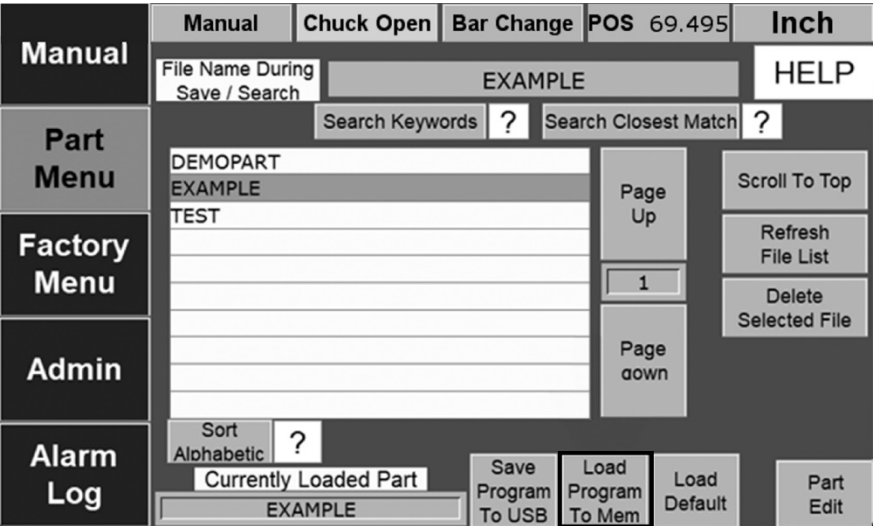 Manual
Chuck Open
Bar Change
POS 69.495
Inch
Manual
File Name During
Save / Search
EXAMPLE
HELP
Search Keywords
?
Search Closest Match
?
Part
Menu
DEMOPART
EXAMPLE
TEST
Page
Up
1
Page
down
Scroll To Top
Refresh
File List
Delete
Selected File
Factory
Menu
Admin
Sort
Alphabetic
?
Alarm
Log
Currently Loaded Part
EXAMPLE
Save
Program
To USB
Load
Program
To Mem
Load
Default
Part
Edit